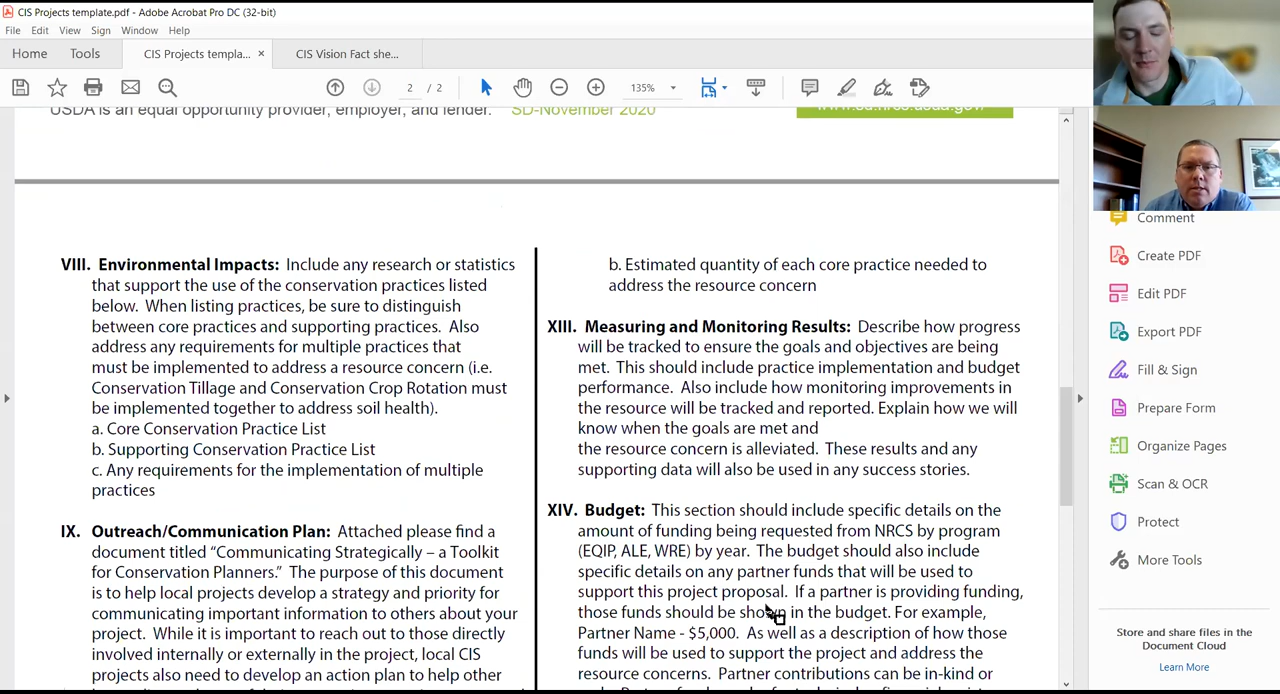 CIS Projects template.pdf - Adobe Acrobat Pro DC (32-bit)
File Edit View Sign Window Help
Home Tools CIS Projects templa... × CIS Vision Fact she...
2 / 2 135%
USDA is an equal opportunity provider, employer, and lender. SD-November 2020
VIII. Environmental Impacts: Include any research or statistics
that support the use of the conservation practices listed
below. When listing practices, be sure to distinguish
between core practices and supporting practices. Also
address any requirements for multiple practices that
must be implemented to address a resource concern (i.e.
Conservation Tillage and Conservation Crop Rotation must
be implemented together to address soil health).
a. Core Conservation Practice List
b. Supporting Conservation Practice List
c. Any requirements for the implementation of multiple
practices
IX. Outreach/Communication Plan: Attached please find a
document titled “Communicating Strategically – a Toolkit
for Conservation Planners.” The purpose of this document
is to help local projects develop a strategy and priority for
communicating important information to others about your
project. While it is important to reach out to those directly
involved internally or externally in the project, local CIS
projects also need to develop an action plan to help other
b. Estimated quantity of each core practice needed to
address the resource concern
XIII. Measuring and Monitoring Results: Describe how progress
will be tracked to ensure the goals and objectives are being
met. This should include practice implementation and budget
performance. Also include how monitoring improvements in
the resource will be tracked and reported. Explain how we will
know when the goals are met and
the resource concern is alleviated. These results and any
supporting data will also be used in any success stories.
XIV. Budget: This section should include specific details on the
amount of funding being requested from NRCS by program
(EQIP, ALE, WRE) by year. The budget should also include
specific details on any partner funds that will be used to
support this project proposal. If a partner is providing funding,
those funds should be shown in the budget. For example,
Partner Name - $5,000. As well as a description of how those
funds will be used to support the project and address the
resource concerns. Partner contributions can be in-kind or
Comment
Create PDF
Edit PDF
Export PDF
Fill & Sign
Prepare Form
Organize Pages
Scan & OCR
Protect
More Tools
Store and share files in the
Document Cloud
Learn More